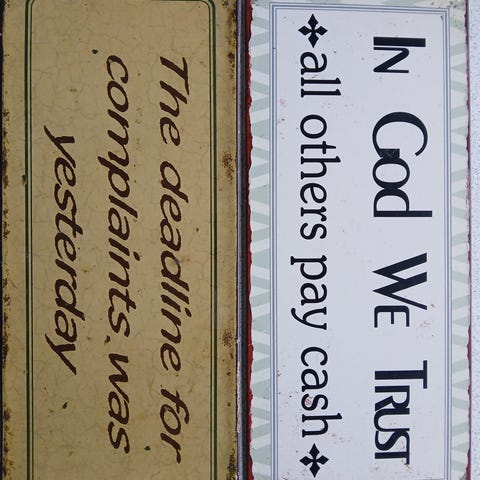 In God We Trust
all others pay cash
The deadline for
complaints was
yesterday